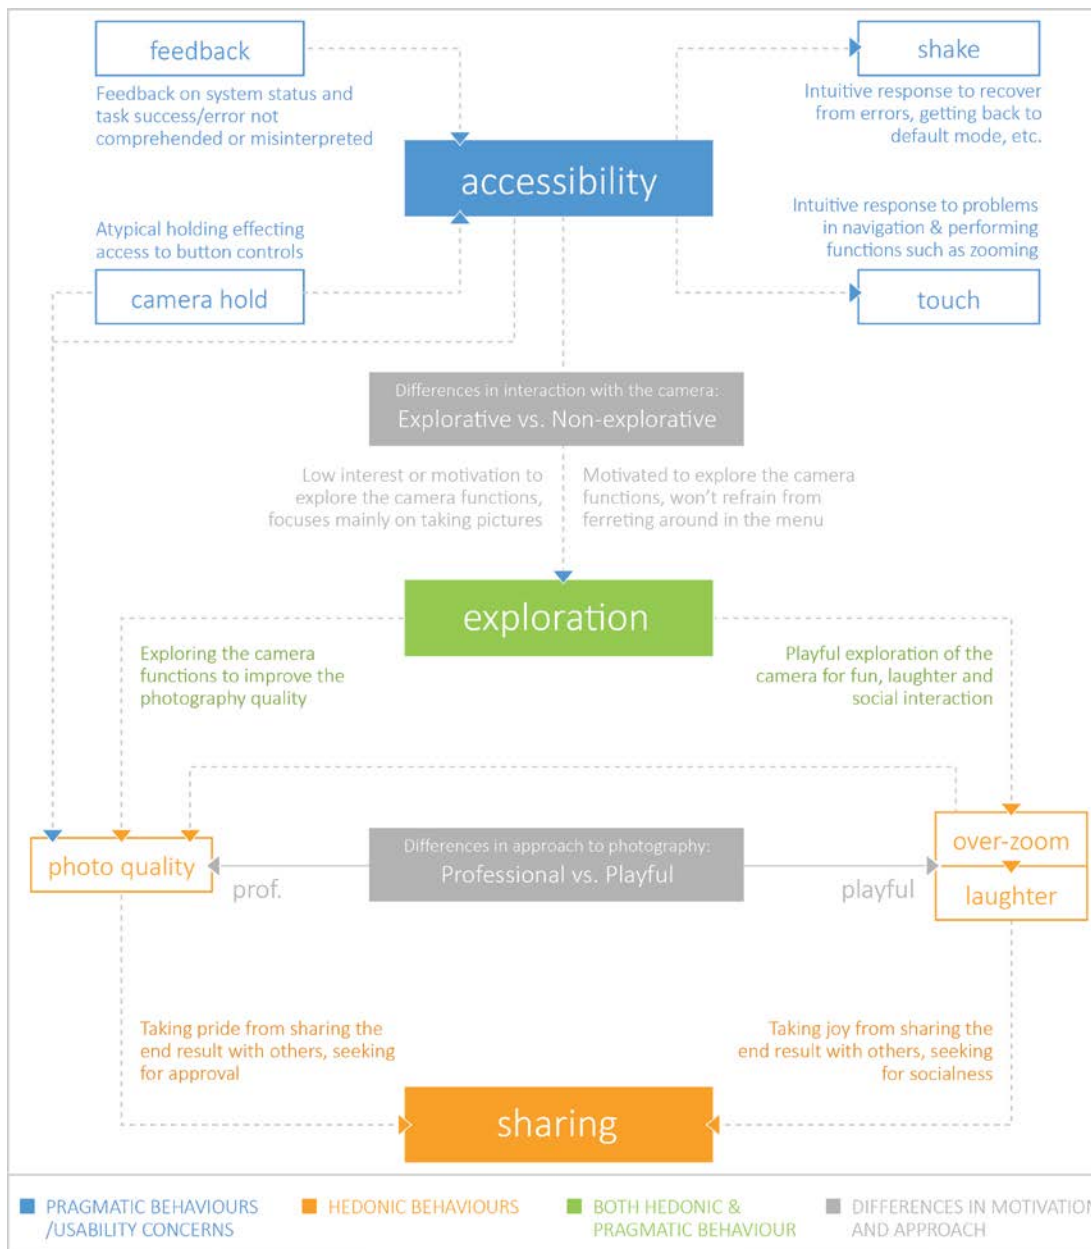 feedback
Feedback on system status and
task success/error not
comprehended or misinterpreted
shake
Intuitive response to recover
from errors, getting back to
default mode, etc.
accessibility
Atypical holding effecting
access to button controls
camera hold
Intuitive response to problems
in navigation & performing
functions such as zooming
touch
Differences in interaction with the camera:
Explorative vs. Non-explorative
Low interest or motivation to
explore the camera functions,
focuses mainly on taking pictures
Motivated to explore the camera
functions, won't refrain from
ferreting around in the menu
exploration
Exploring the camera
functions to improve the
photography quality
Playful exploration of the
camera for fun, laughter and
social interaction
photo quality
prof.
Differences in approach to photography:
Professional vs. Playful
playful
over-zoom
laughter
Taking pride from sharing the
end result with others, seeking
for approval
Taking joy from sharing the
end result with others, seeking
for socialness
sharing
PRAGMATIC BEHAVIOURS
/USABILITY CONCERNS
HEDONIC BEHAVIOURS
BOTH HEDONIC &
PRAGMATIC BEHAVIOUR
DIFFERENCES IN MOTIVATION
AND APPROACH